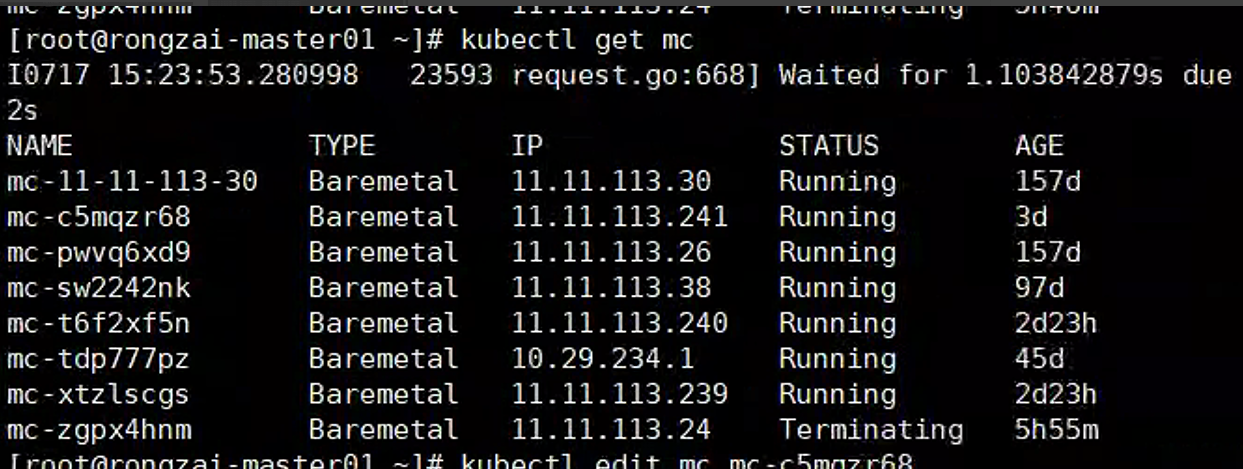 mc-zgpx4hnm Baremetal 11.11.113.24 Terminating 5h46m
[root@rongzai-master01 ~]# kubectl get mc
I0717 15:23:53.280998 23593 request.go:668] Waited for 1.103842879s due
2s
NAME TYPE IP STATUS AGE
mc-11-11-113-30 Baremetal 11.11.113.30 Running 157d
mc-c5mqzr68 Baremetal 11.11.113.241 Running 3d
mc-pwvq6xd9 Baremetal 11.11.113.26 Running 157d
mc-sw2242nk Baremetal 11.11.113.38 Running 97d
mc-t6f2xf5n Baremetal 11.11.113.240 Running 2d23h
mc-tdp777pz Baremetal 10.29.234.1 Running 45d
mc-xtzlscgs Baremetal 11.11.113.239 Running 2d23h
mc-zgpx4hnm Baremetal 11.11.113.24 Terminating 5h55m
[root@rongzai-master01 ~]# kubectl edit mc mc-c5mqzr68